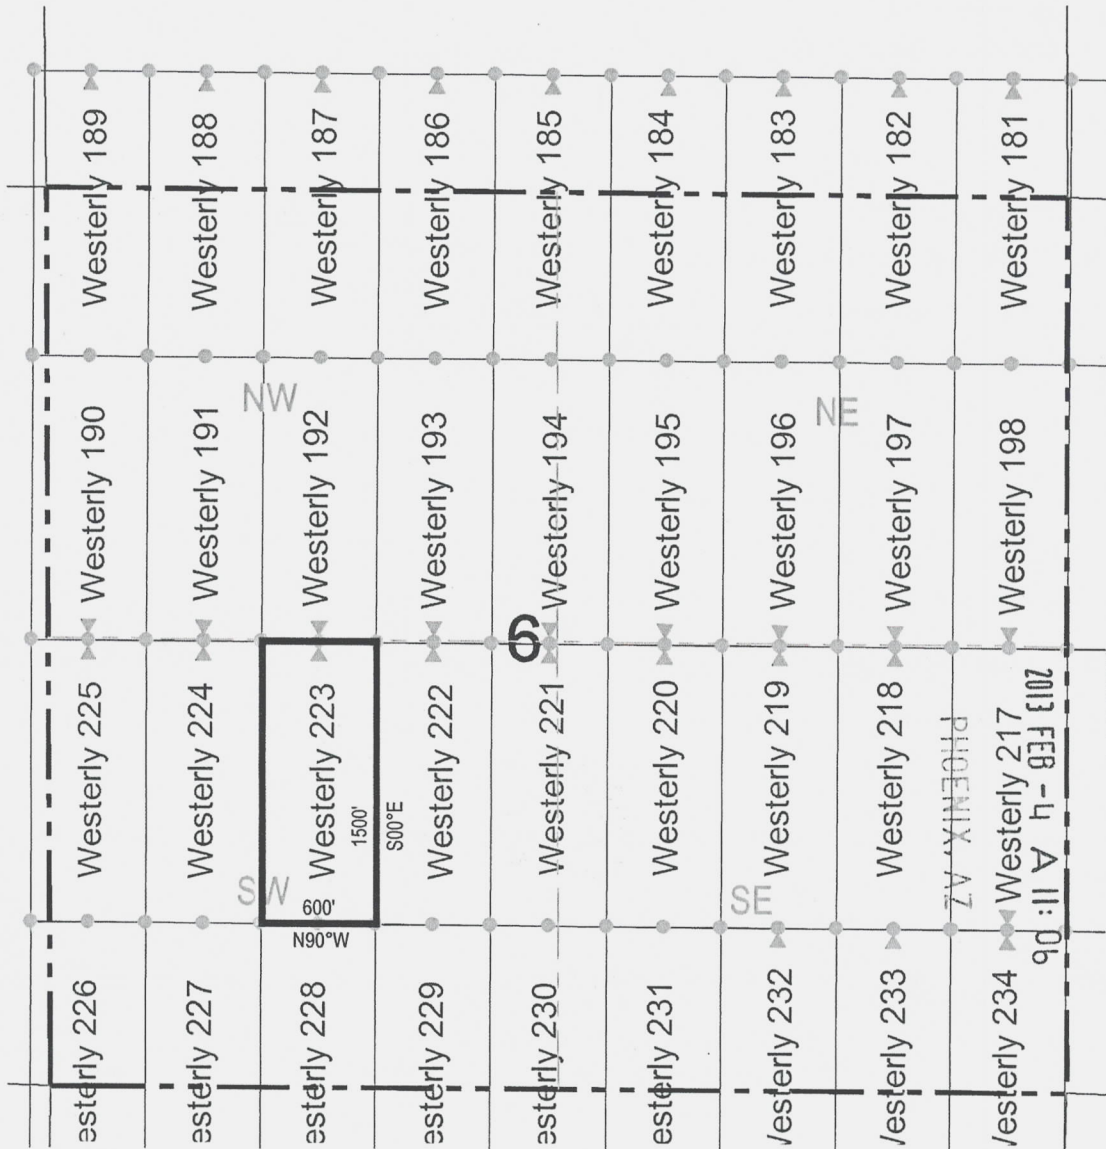 Westerly 189
Westerly 188
Westerly 187
Westerly 186
Westerly 185
Westerly 184
Westerly 183
Westerly 182
Westerly 181
NW
NE
Westerly 190
Westerly 191
Westerly 192
Westerly 193
Westerly 194
Westerly 195
Westerly 196
Westerly 197
Westerly 198
6
Westerly 225
Westerly 224
Westerly 223
1500'
S00°E
Westerly 222
Westerly 221
Westerly 220
Westerly 219
Westerly 218
Westerly 217
2013 FEB -4 A 11: 06
PHOENIX, AZ
SW
600'
N90°W
SE
esterly 226
esterly 227
esterly 228
esterly 229
esterly 230
esterly 231
Westerly 232
Westerly 233
Westerly 234